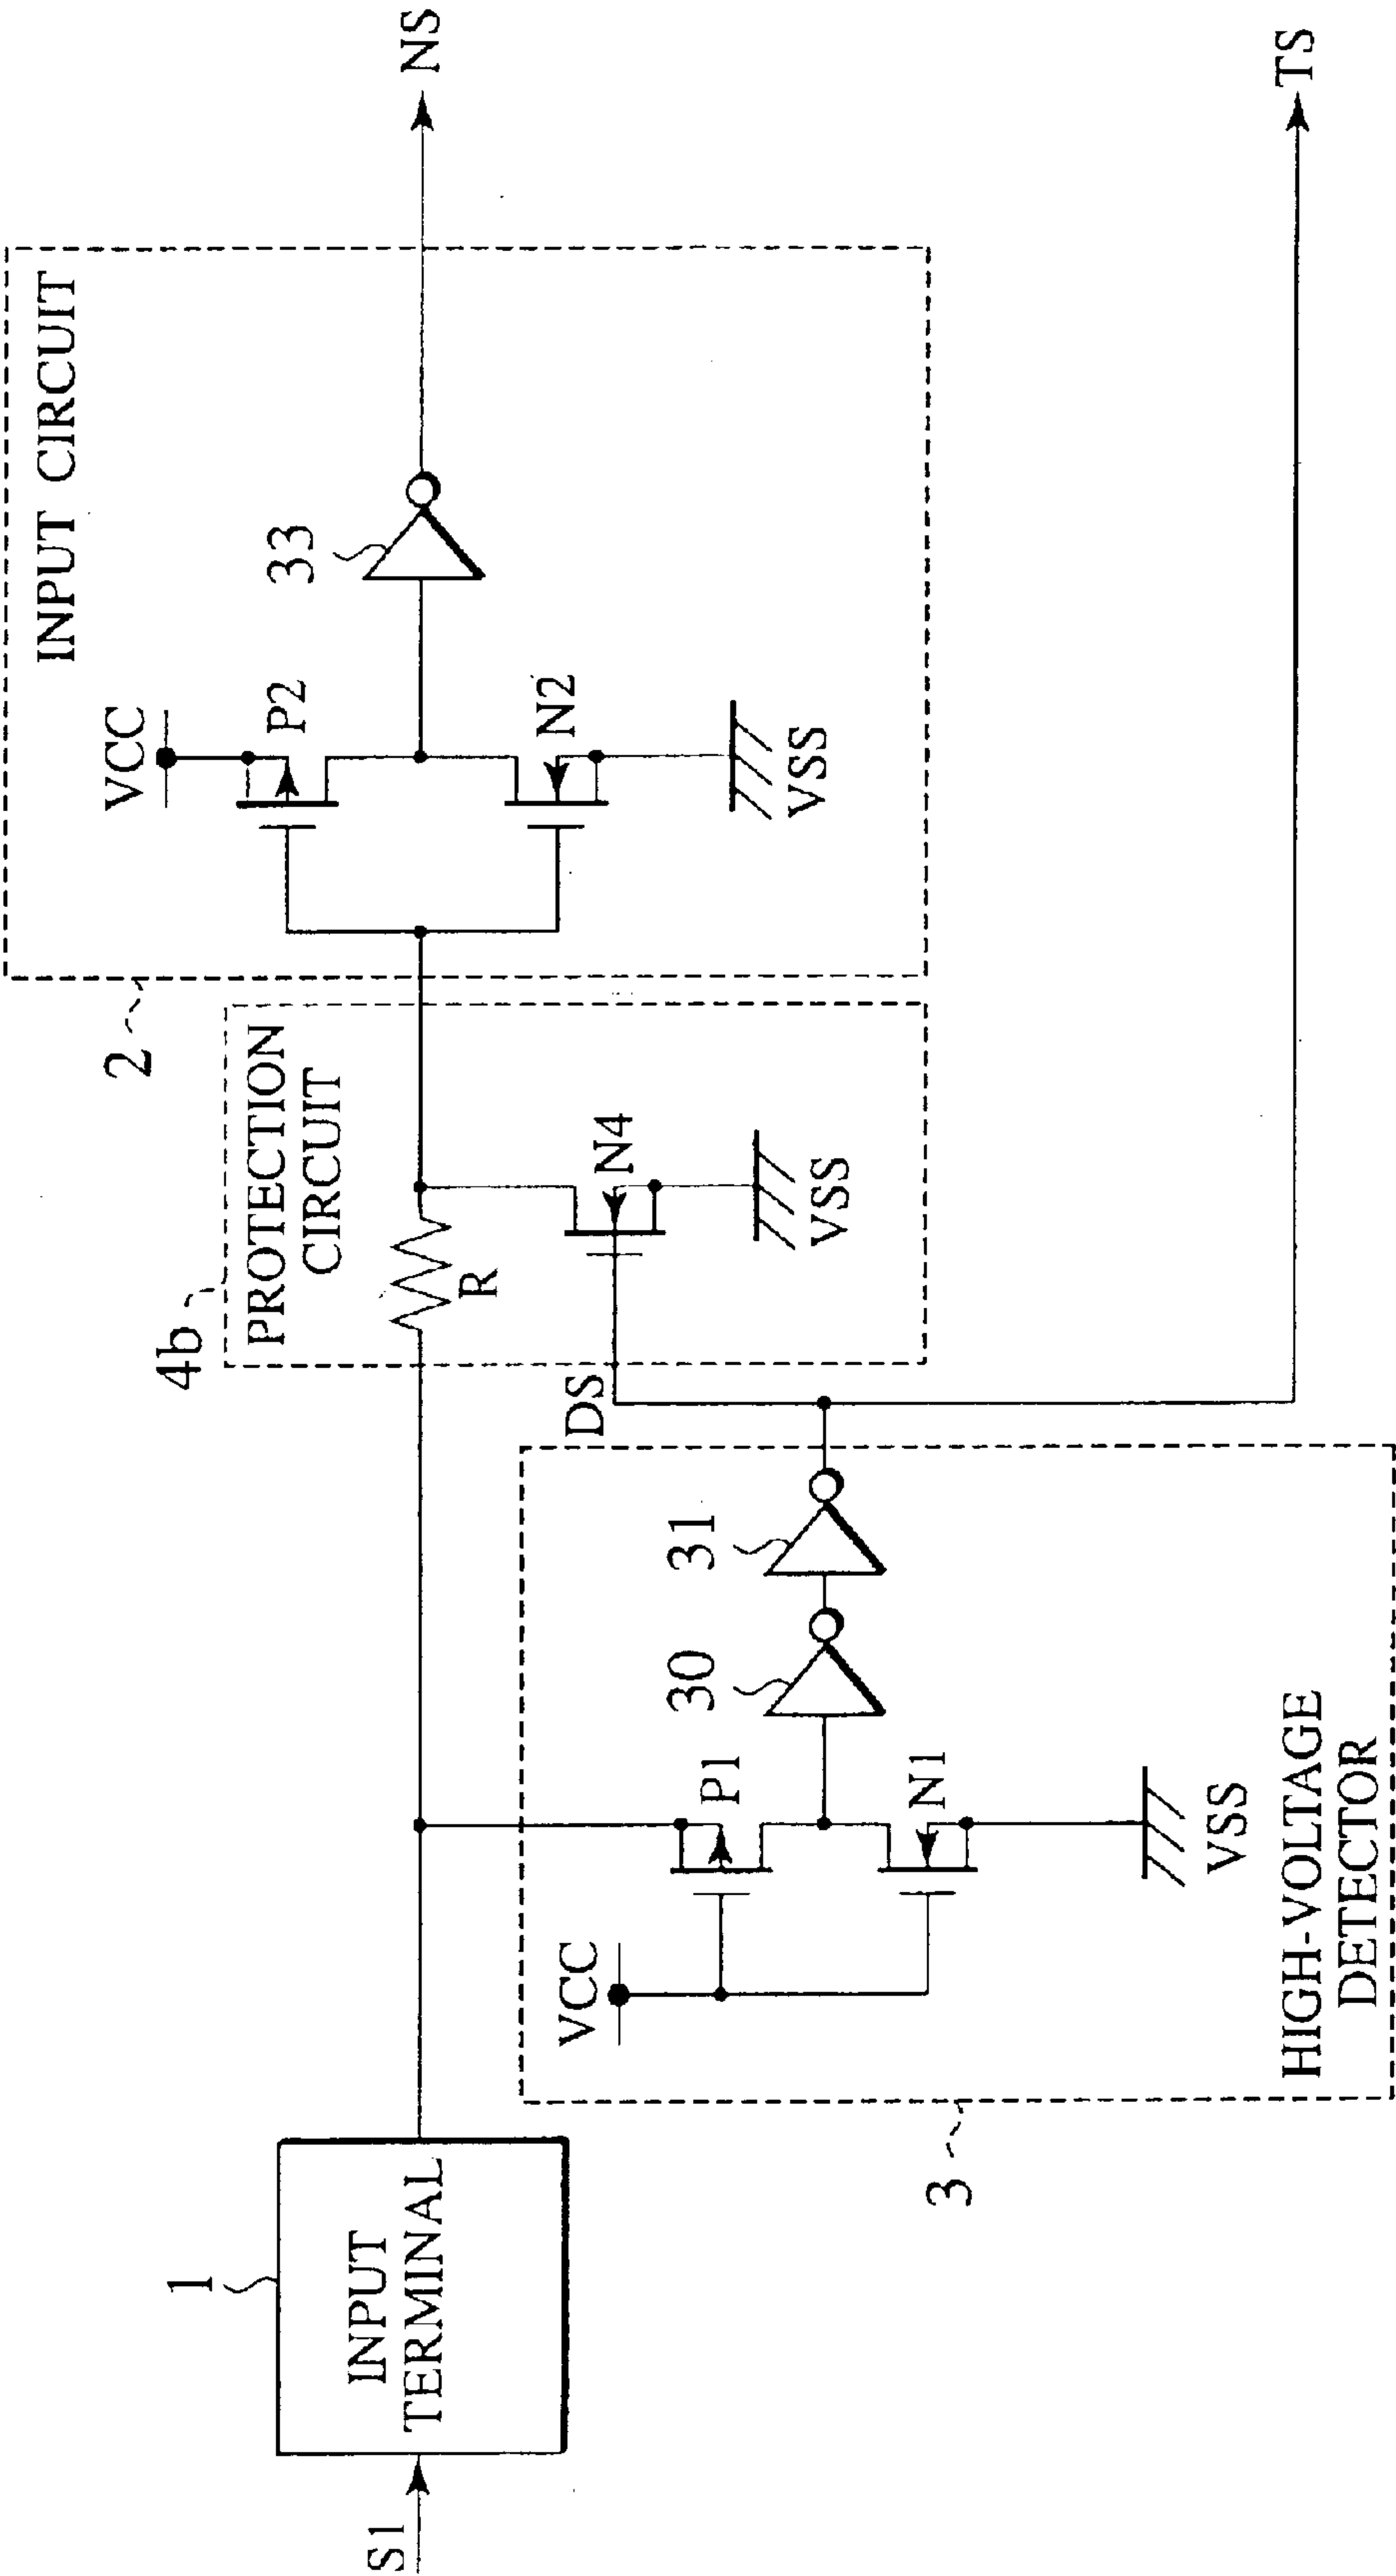 S1
1
INPUT
TERMINAL
3
HIGH-VOLTAGE
DETECTOR
VCC
P1
N1
VSS
30
31
DS
4b
PROTECTION
CIRCUIT
R
N4
VSS
2
INPUT CIRCUIT
VCC
P2
N2
VSS
33
NS
TS